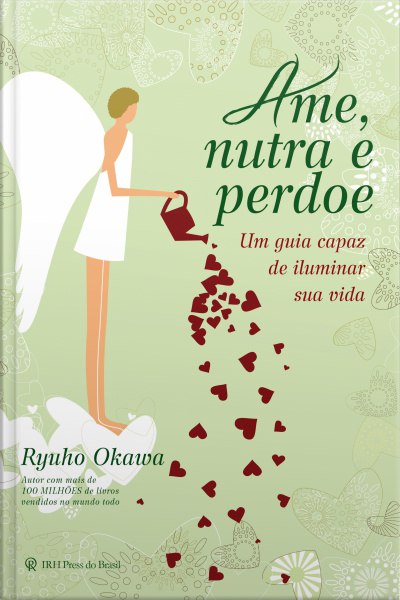 Ame,
nutra e
perdoe
Um guia capaz
de iluminar
sua vida
Ryuho Okawa
Autor com mais de
100 MILHÕES de livros
vendidos no mundo todo
IRH Press do Brasil